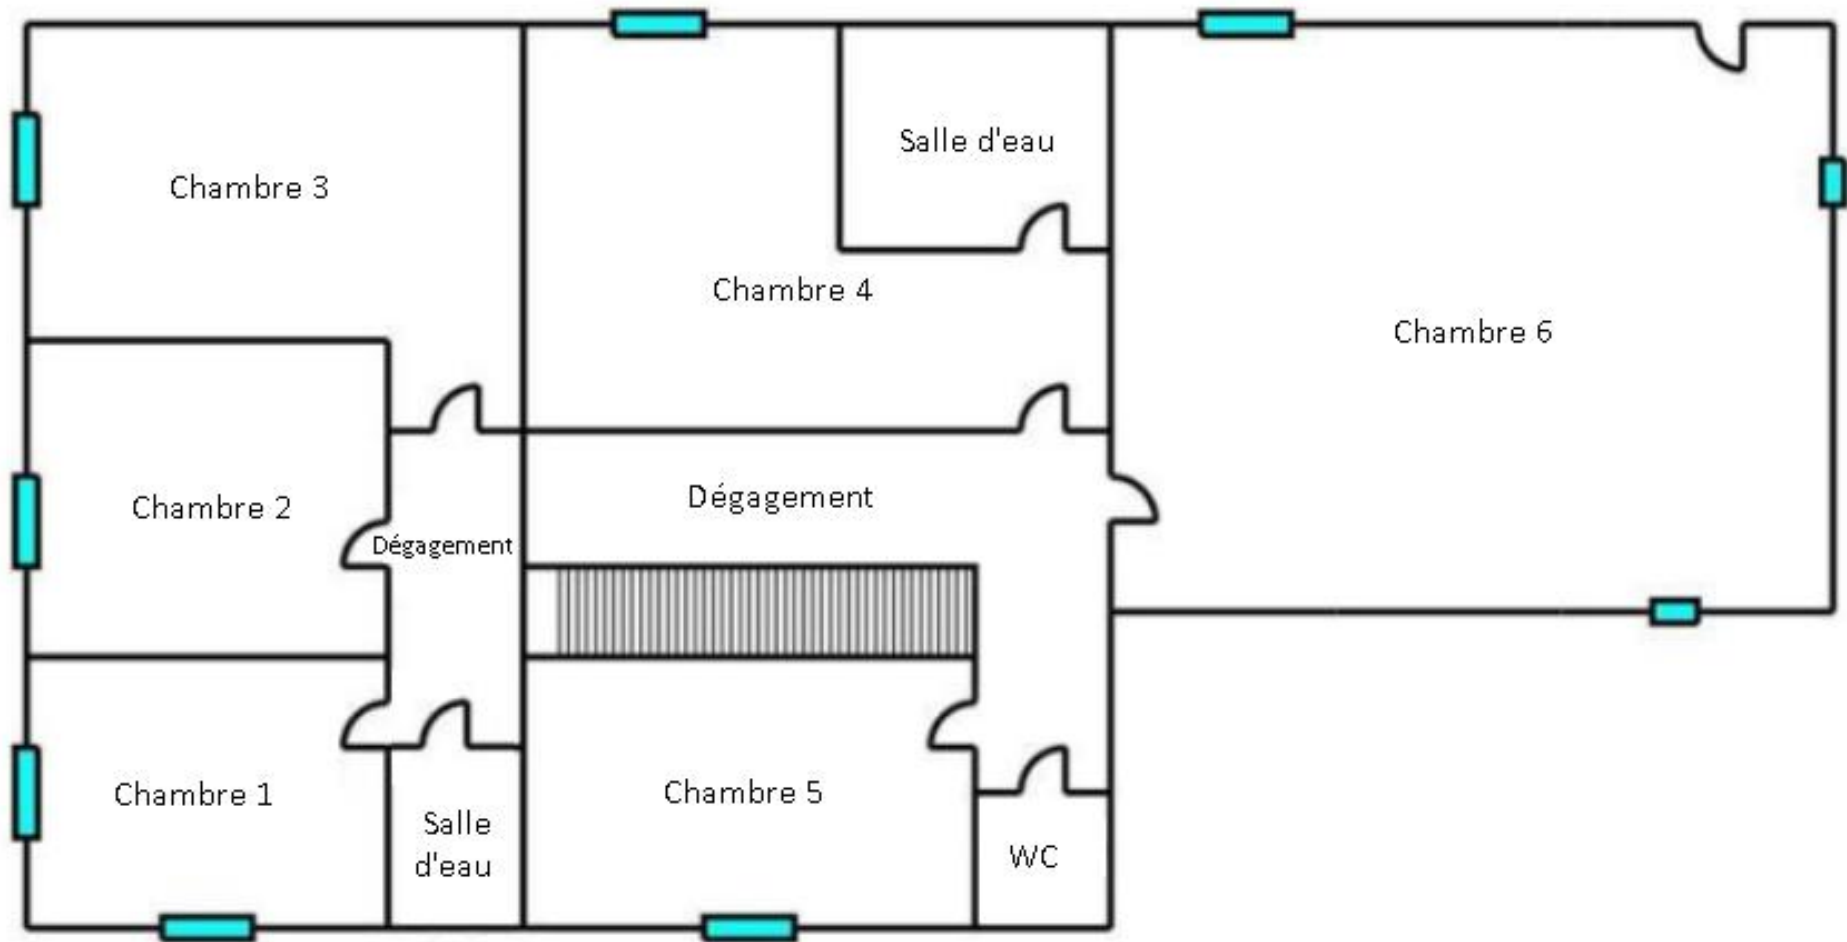 Salle d'eau
Chambre 3
Chambre 4
Chambre 6
Chambre 2
Dégagement
Dégagement
Chambre 1
Chambre 5
Salle
d'eau
WC